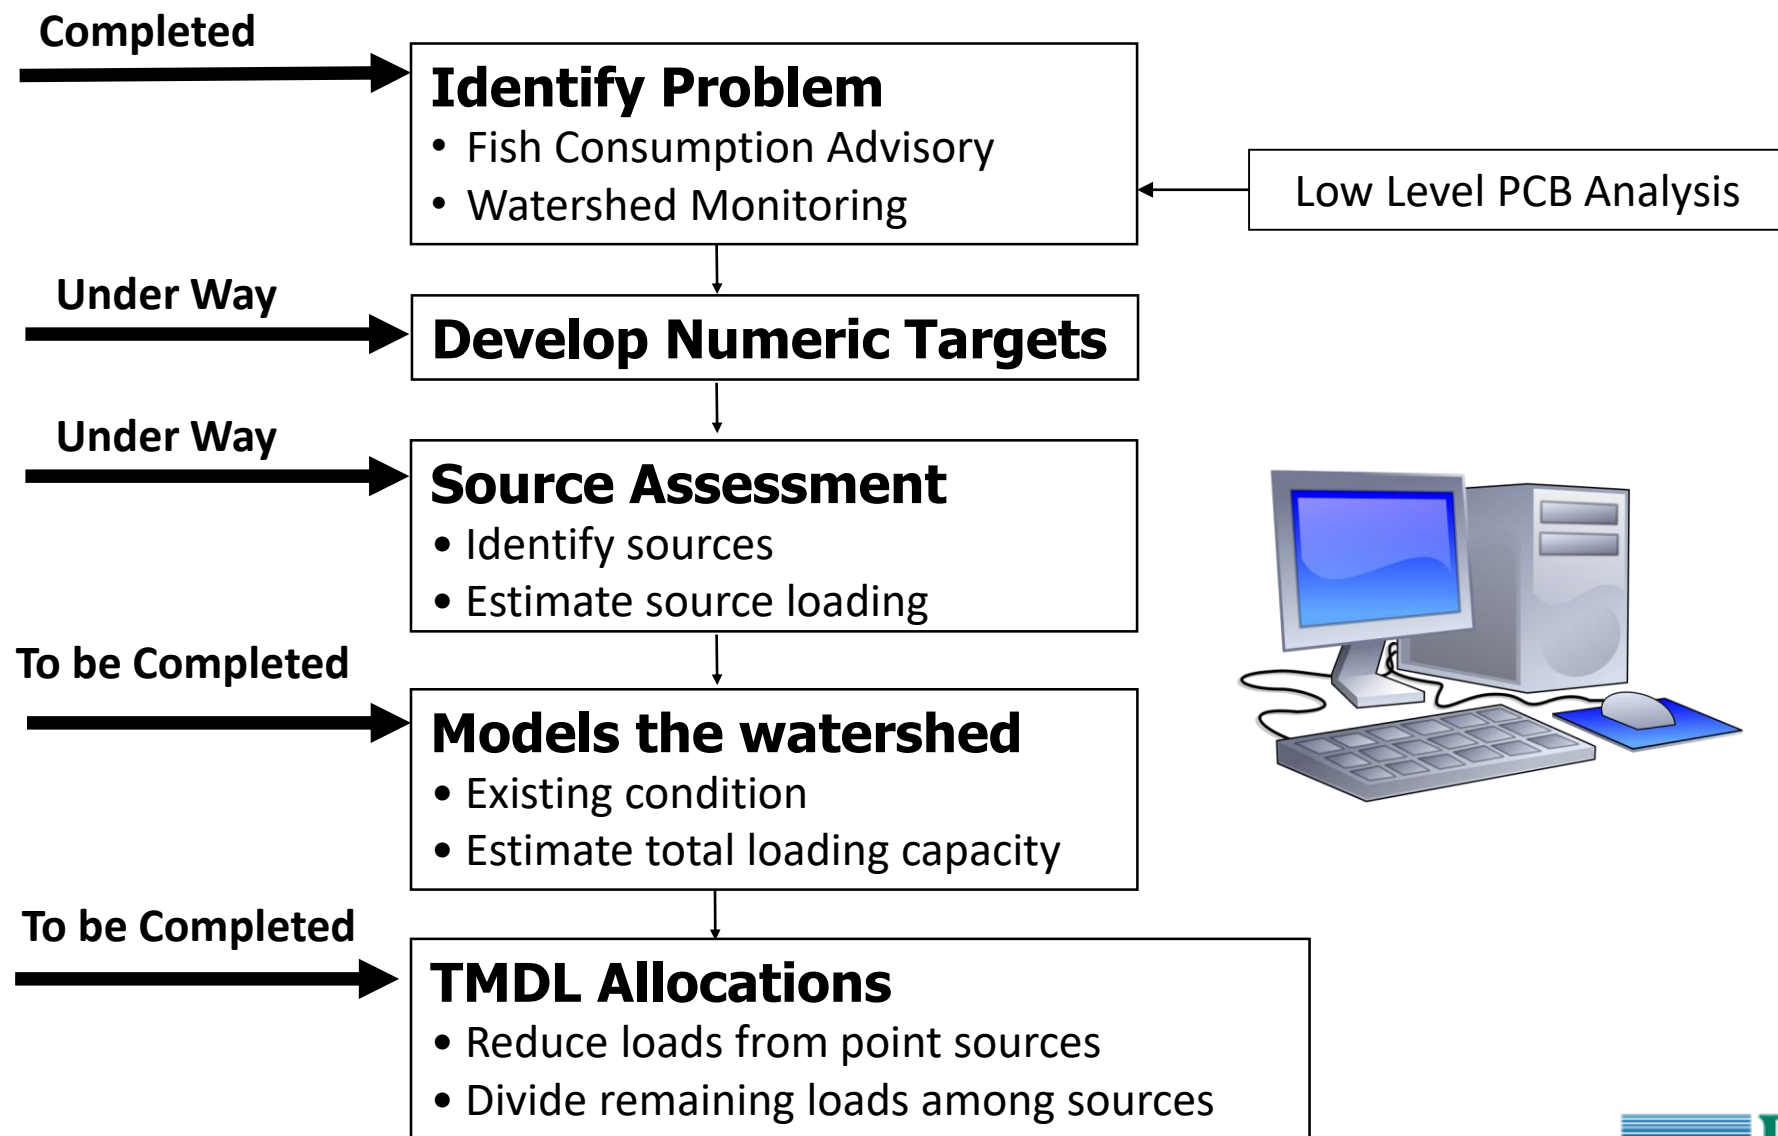 Completed
Identify Problem
• Fish Consumption Advisory
• Watershed Monitoring
Low Level PCB Analysis
Under Way
Develop Numeric Targets
Under Way
Source Assessment
• Identify sources
• Estimate source loading
To be Completed
Models the watershed
• Existing condition
• Estimate total loading capacity
To be Completed
TMDL Allocations
• Reduce loads from point sources
• Divide remaining loads among sources